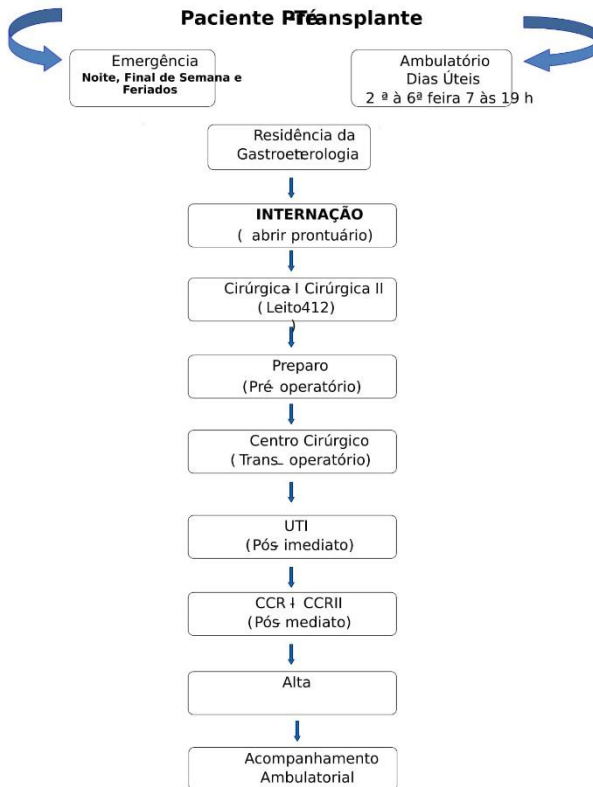 Paciente Pré-Transplante
Emergência
Noite, Final de Semana e
Feriados
Ambulatório
Dias Úteis
2 ª à 6ª feira 7 às 19 h
Residência da
Gastroenterologia
INTERNAÇÃO
( abrir prontuário)
Cirúrgica I Cirúrgica II
( Leito412)
)
Preparo
(Pré- operatório)
Centro Cirúrgico
( Trans_ operatório)
UTI
(Pós- imediato)
CCR I CCRII
(Pós- mediato)
Alta
Acompanhamento
Ambulatorial